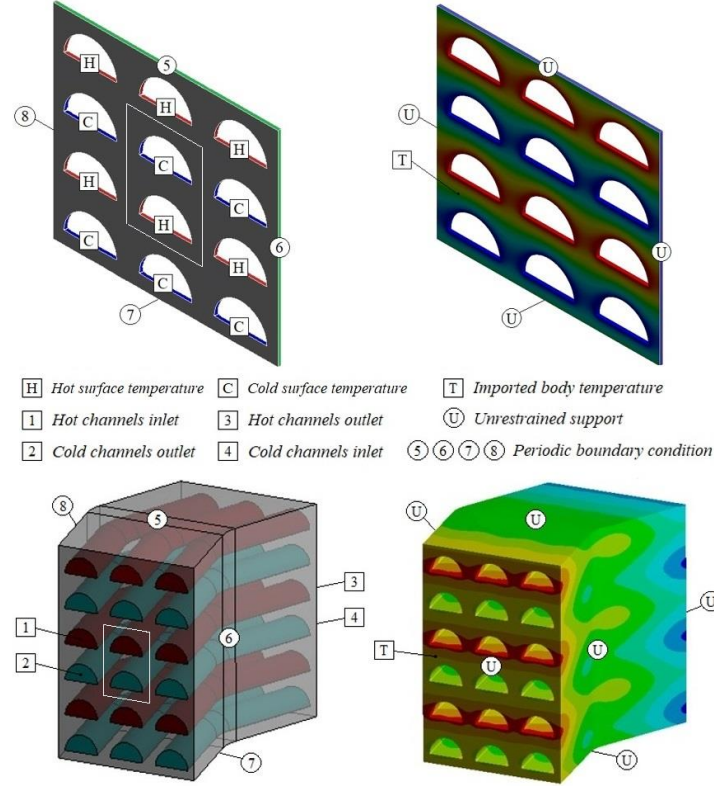 H
5
H
8
C
H
H
C
H
C
H
C
6
C
H
7
C
U
U
T
U
U
H Hot surface temperature C Cold surface temperature T Imported body temperature
1 Hot channels inlet 3 Hot channels outlet U Unrestrained support
2 Cold channels outlet 4 Cold channels inlet 5 6 7 8 Periodic boundary condition
8
5
3
1
4
6
2
7
U
U
U
U
T
U
U